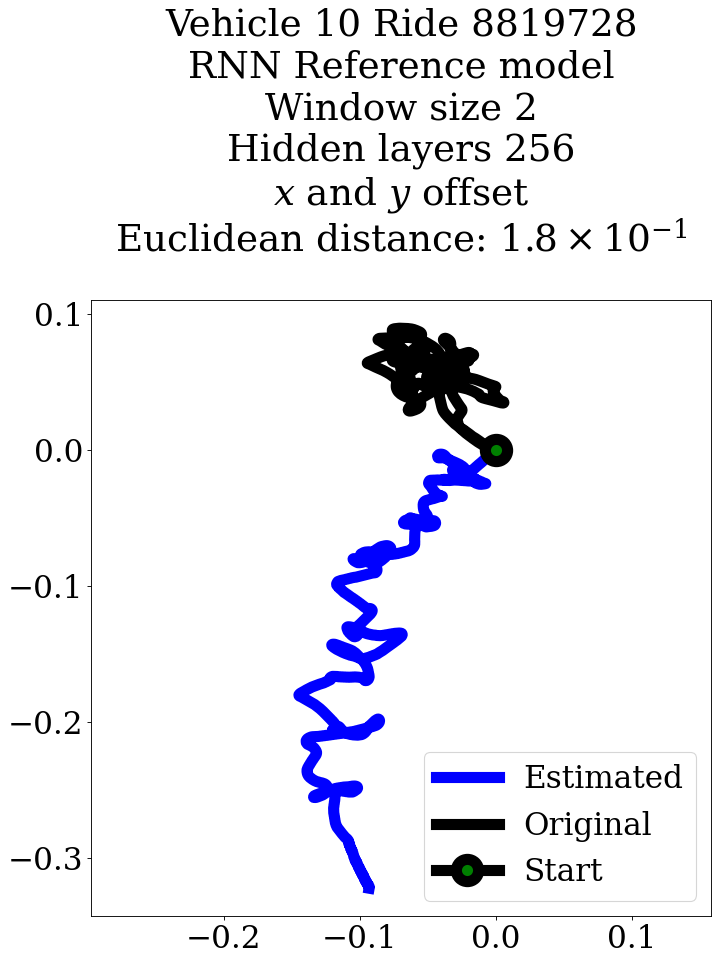 Vehicle 10 Ride 8819728
RNN Reference model
Window size 2
Hidden layers 256
x and y offset
Euclidean distance: 1.8 × 10⁻¹
0.1
0.0
−0.1
−0.2
−0.3
Estimated
Original
Start
−0.2
−0.1
0.0
0.1